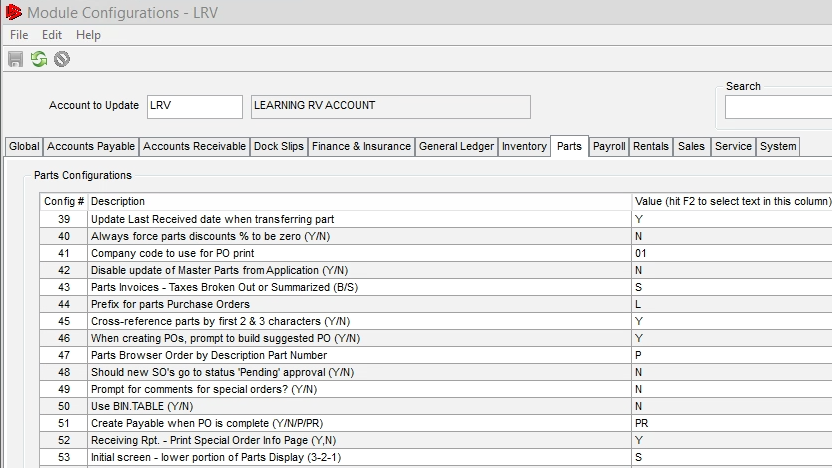 Module Configurations - LRV
File Edit Help
Search
Account to Update LRV LEARNING RV ACCOUNT
Global Accounts Payable Accounts Receivable Dock Slips Finance & Insurance General Ledger Inventory Parts Payroll Rentals Sales Service System
Parts Configurations
Config # Description Value (hit F2 to select text in this column)
39 Update Last Received date when transferring part Y
40 Always force parts discounts % to be zero (Y/N) N
41 Company code to use for PO print 01
42 Disable update of Master Parts from Application (Y/N) N
43 Parts Invoices - Taxes Broken Out or Summarized (B/S) S
44 Prefix for parts Purchase Orders L
45 Cross-reference parts by first 2 & 3 characters (Y/N) Y
46 When creating POs, prompt to build suggested PO (Y/N) Y
47 Parts Browser Order by Description Part Number P
48 Should new SO's go to status 'Pending' approval (Y/N) N
49 Prompt for comments for special orders? (Y/N) N
50 Use BIN.TABLE (Y/N) N
51 Create Payable when PO is complete (Y/N/P/PR) PR
52 Receiving Rpt. - Print Special Order Info Page (Y,N) Y
53 Initial screen - lower portion of Parts Display (3-2-1) S